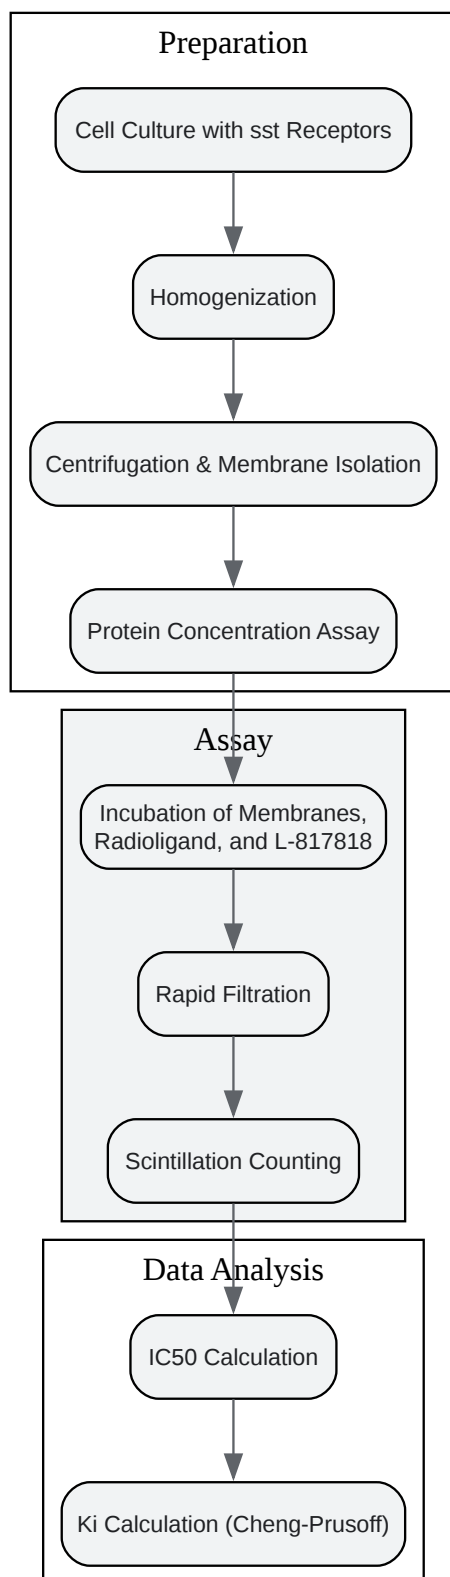 Preparation
Cell Culture with sst Receptors
Homogenization
Centrifugation & Membrane Isolation
Protein Concentration Assay
Assay
Incubation of Membranes,
Radioligand, and L-817818
Rapid Filtration
Scintillation Counting
Data Analysis
IC50 Calculation
Ki Calculation (Cheng-Prusoff)